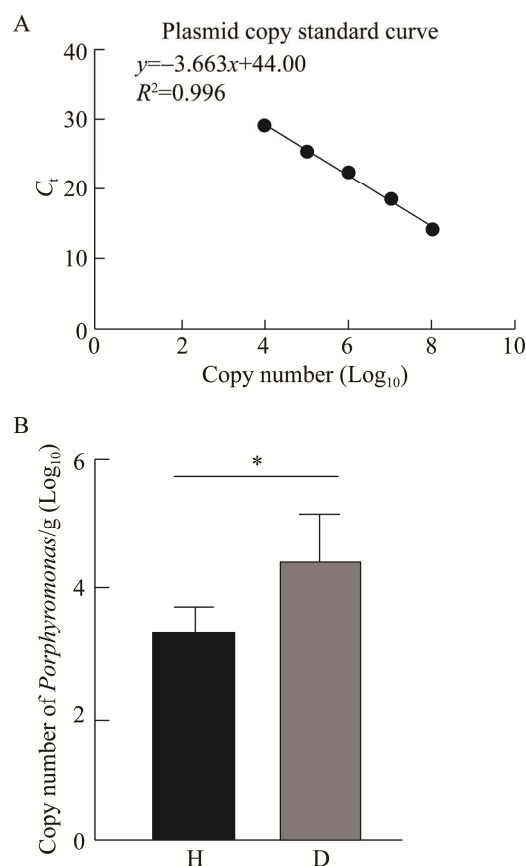 A
Plasmid copy standard curve
y=−3.663x+44.00
R²=0.996
40
30
20
10
0
Cₜ
0 2 4 6 8 10
Copy number (Log₁₀)
B
*
Copy number of Porphyromonas/g (Log₁₀)
6
4
2
0
H D